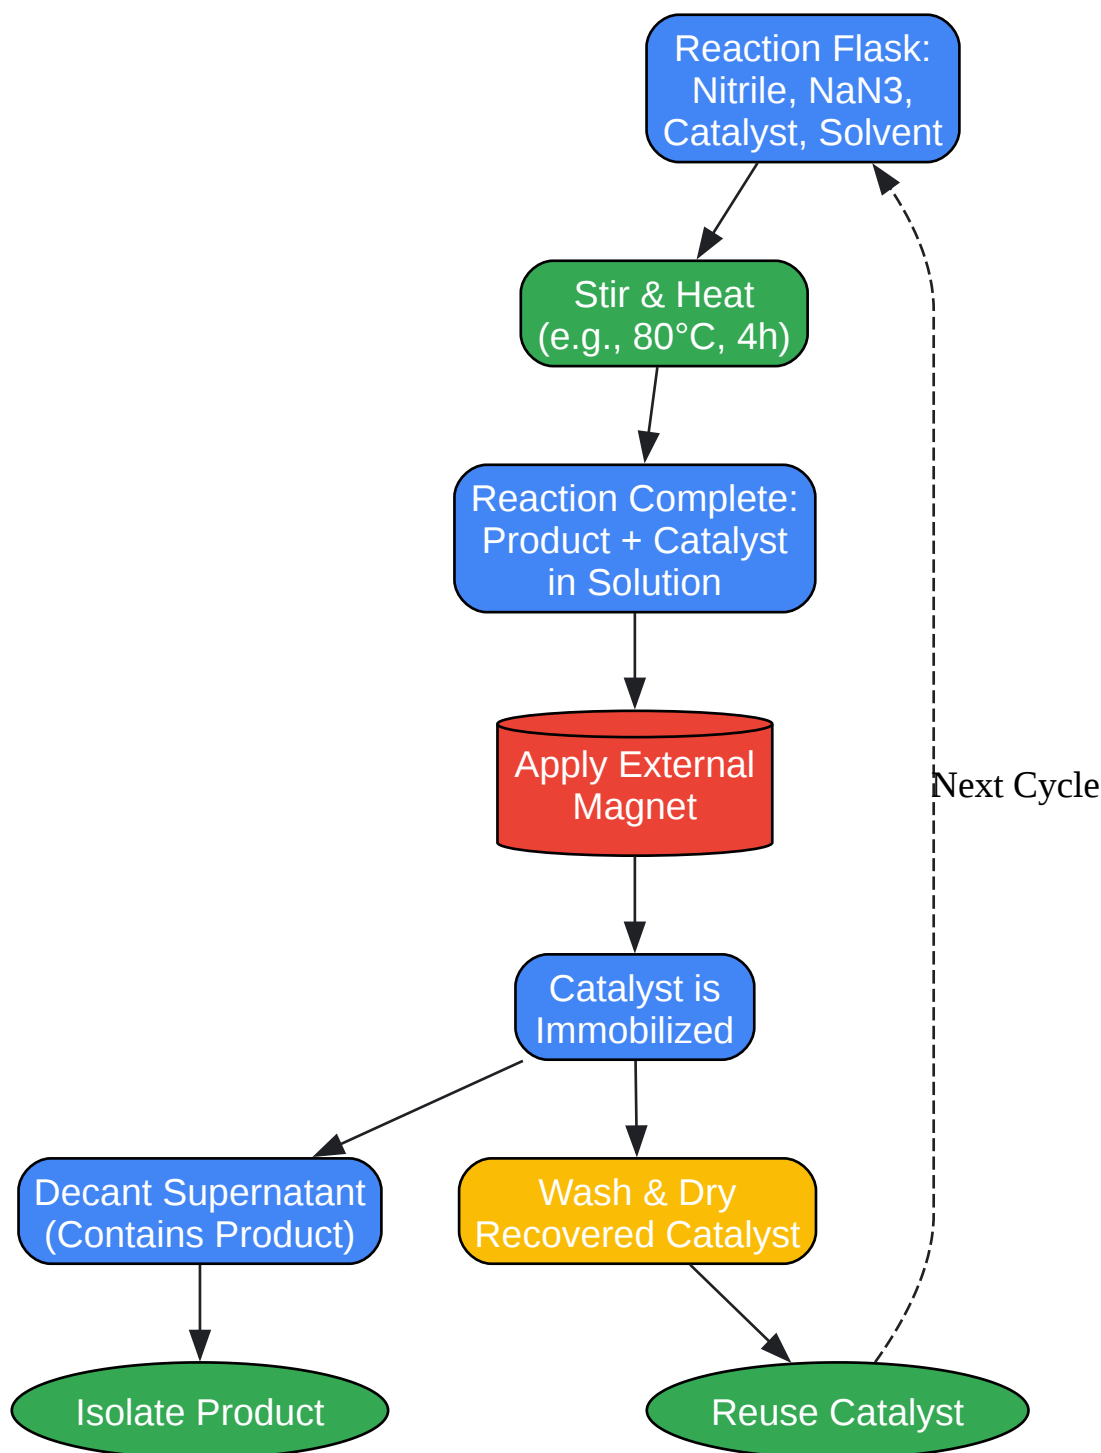 Reaction Flask:
Nitrile, NaN3,
Catalyst, Solvent
Stir & Heat
(e.g., 80°C, 4h)
Reaction Complete:
Product + Catalyst
in Solution
Apply External
Magnet
Next Cycle
Catalyst is
Immobilized
Decant Supernatant
(Contains Product)
Wash & Dry
Recovered Catalyst
Isolate Product
Reuse Catalyst